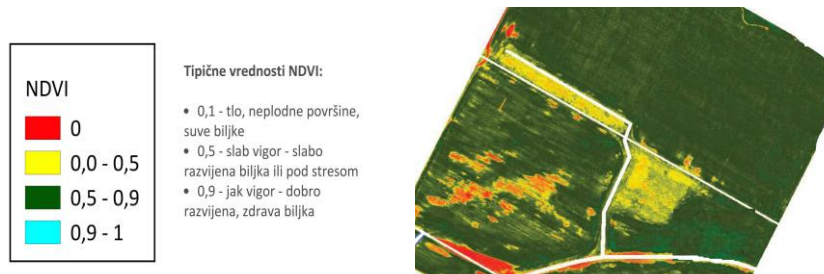 NDVI
0
0,0 - 0,5
0,5 - 0,9
0,9 - 1
Tipične vrednosti NDVI:
• 0,1 - tlo, neplodne površine,
suve biljke
• 0,5 - slab vigor - slabo
razvijena biljka ili pod stresom
• 0,9 - jak vigor - dobro
razvijena, zdrava biljka